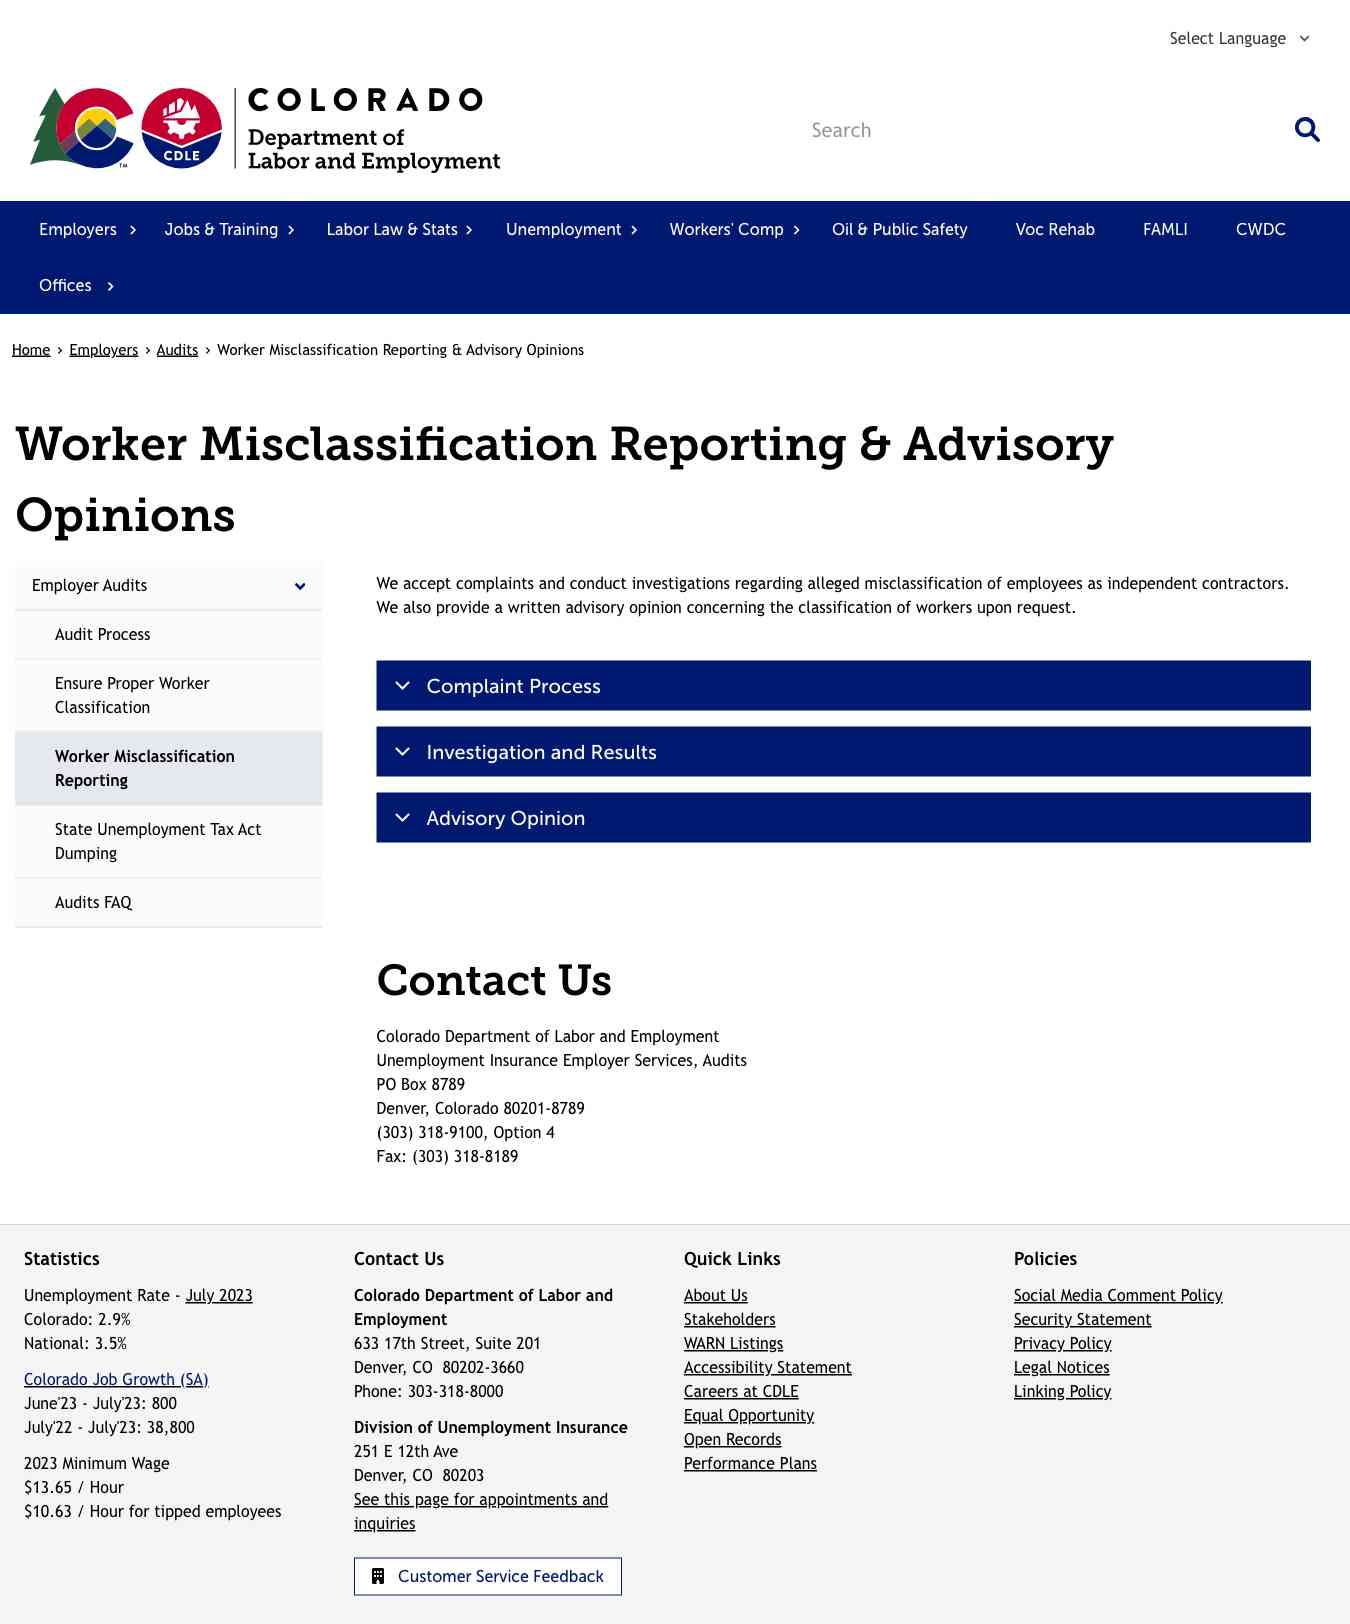 Select Language
COLORADO
Department of
Labor and Employment
CDLE
TM
Search
Employers
Jobs & Training
Labor Law & Stats
Unemployment
Workers' Comp
Oil & Public Safety
Voc Rehab
FAMLI
CWDC
Offices
Home › Employers › Audits › Worker Misclassification Reporting & Advisory Opinions
Worker Misclassification Reporting & Advisory
Opinions
Employer Audits
Audit Process
Ensure Proper Worker
Classification
Worker Misclassification
Reporting
State Unemployment Tax Act
Dumping
Audits FAQ
We accept complaints and conduct investigations regarding alleged misclassification of employees as independent contractors.
We also provide a written advisory opinion concerning the classification of workers upon request.
Complaint Process
Investigation and Results
Advisory Opinion
Contact Us
Colorado Department of Labor and Employment
Unemployment Insurance Employer Services, Audits
PO Box 8789
Denver, Colorado 80201-8789
(303) 318-9100, Option 4
Fax: (303) 318-8189
Statistics
Unemployment Rate - July 2023
Colorado: 2.9%
National: 3.5%
Colorado Job Growth (SA)
June'23 - July'23: 800
July'22 - July'23: 38,800
2023 Minimum Wage
$13.65 / Hour
$10.63 / Hour for tipped employees
Contact Us
Colorado Department of Labor and
Employment
633 17th Street, Suite 201
Denver, CO  80202-3660
Phone: 303-318-8000
Division of Unemployment Insurance
251 E 12th Ave
Denver, CO  80203
See this page for appointments and
inquiries
Customer Service Feedback
Quick Links
About Us
Stakeholders
WARN Listings
Accessibility Statement
Careers at CDLE
Equal Opportunity
Open Records
Performance Plans
Policies
Social Media Comment Policy
Security Statement
Privacy Policy
Legal Notices
Linking Policy